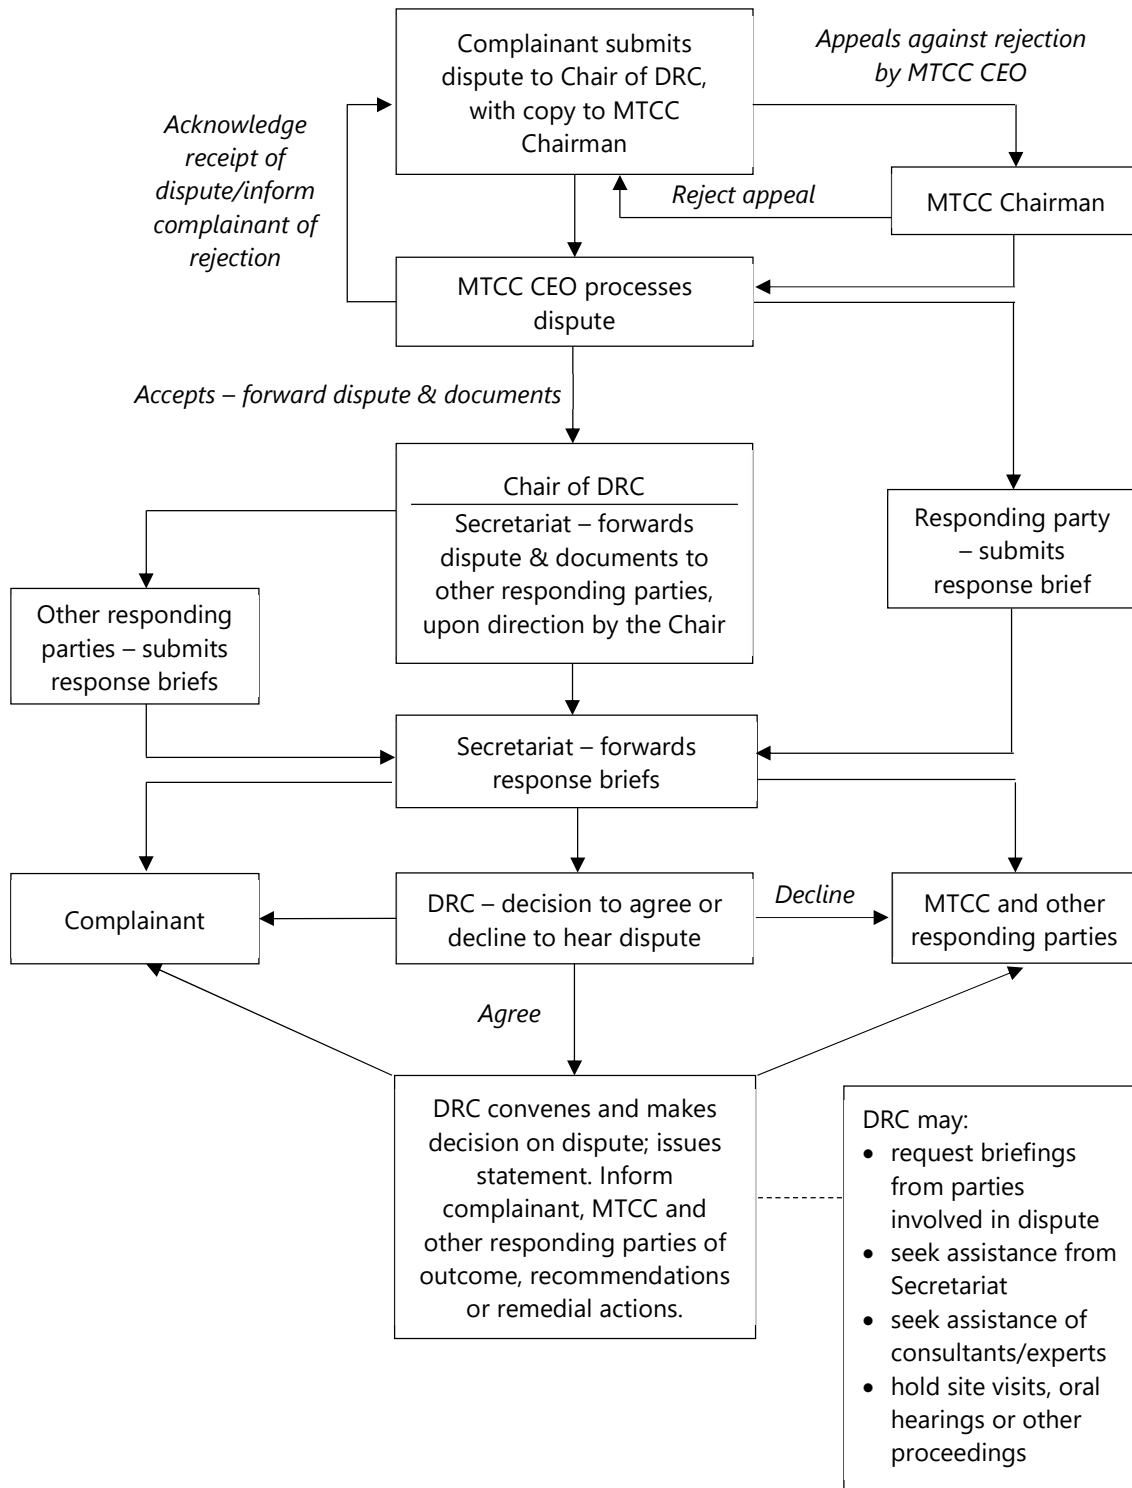 Complainant submits
dispute to Chair of DRC,
with copy to MTCC
Chairman
Appeals against rejection
by MTCC CEO
Acknowledge
receipt of
dispute/inform
complainant of
rejection
Reject appeal
MTCC Chairman
MTCC CEO processes
dispute
Accepts – forward dispute & documents
Chair of DRC
Secretariat – forwards
dispute & documents to
other responding parties,
upon direction by the Chair
Responding party
– submits
response brief
Other responding
parties – submits
response briefs
Secretariat – forwards
response briefs
Complainant
DRC – decision to agree or
decline to hear dispute
Decline
MTCC and other
responding parties
Agree
DRC convenes and makes
decision on dispute; issues
statement. Inform
complainant, MTCC and
other responding parties of
outcome, recommendations
or remedial actions.
DRC may:
• request briefings
from parties
involved in dispute
• seek assistance from
Secretariat
• seek assistance of
consultants/experts
• hold site visits, oral
hearings or other
proceedings